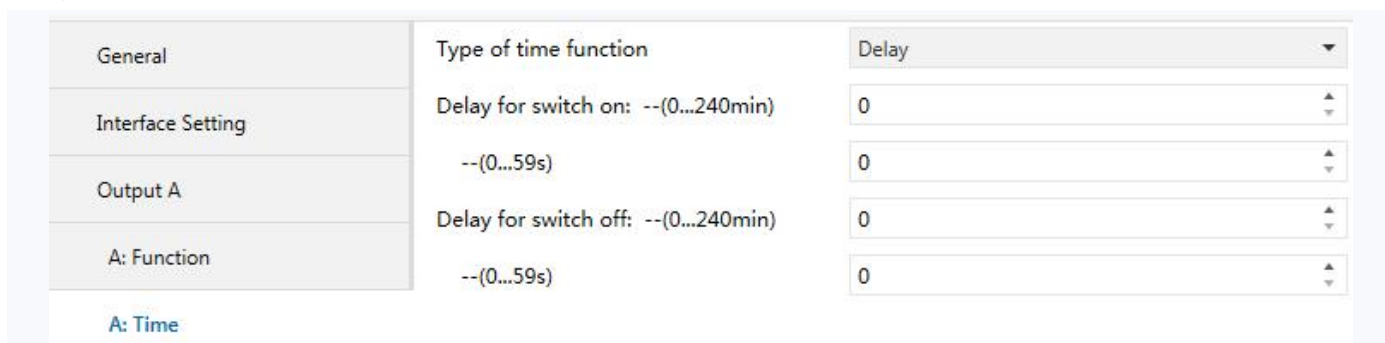 General
Interface Setting
Output A
A: Function
A: Time
Type of time function Delay
Delay for switch on: --(0...240min) 0
--(0...59s) 0
Delay for switch off: --(0...240min) 0
--(0...59s) 0